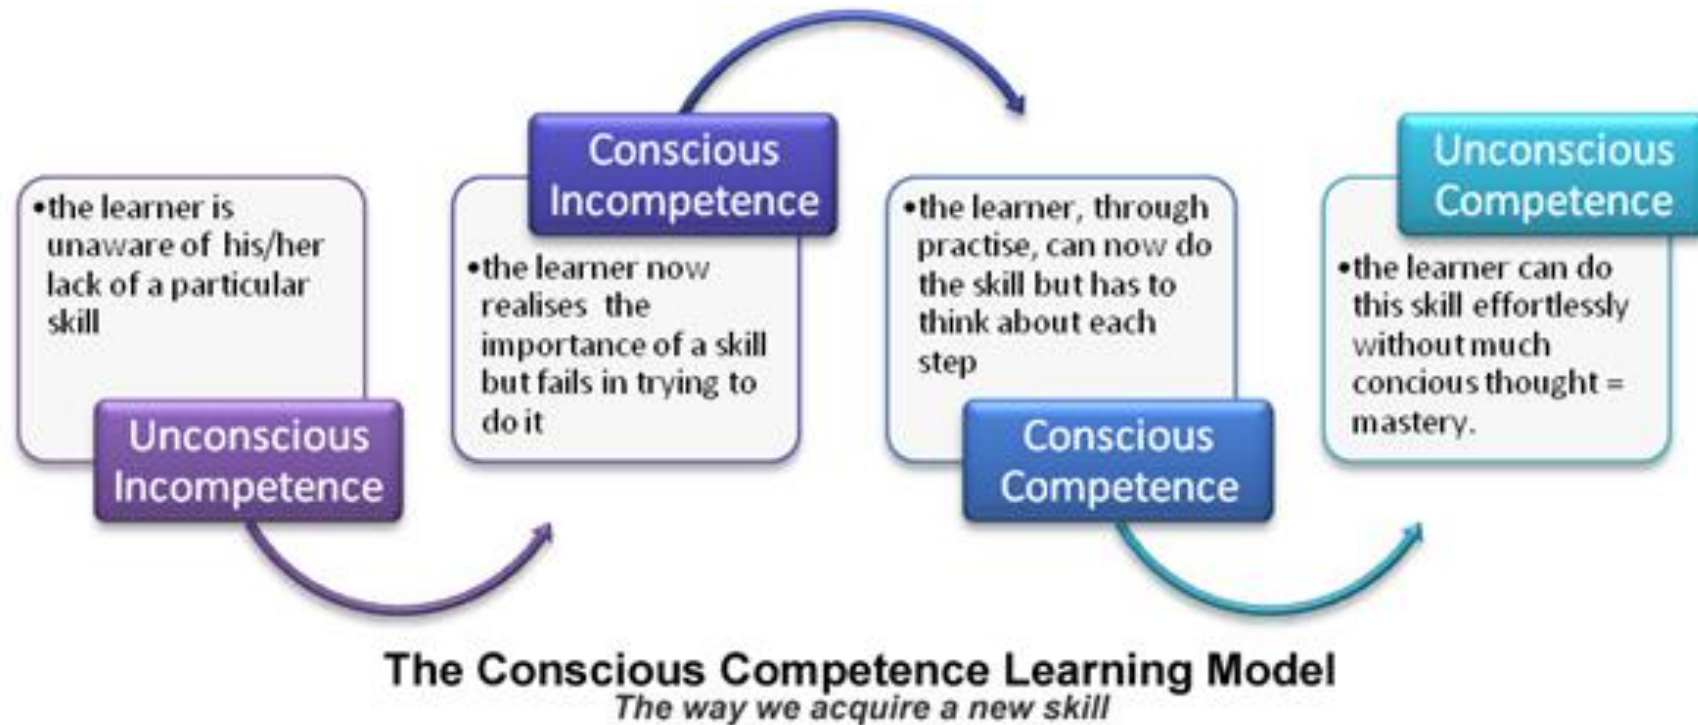 •the learner is
unaware of his/her
lack of a particular
skill
Unconscious
Incompetence
Conscious
Incompetence
•the learner now
realises the
importance of a skill
but fails in trying to
do it
•the learner, through
practise, can now do
the skill but has to
think about each
step
Conscious
Competence
Unconscious
Competence
•the learner can do
this skill effortlessly
without much
concious thought =
mastery.
The Conscious Competence Learning Model
The way we acquire a new skill